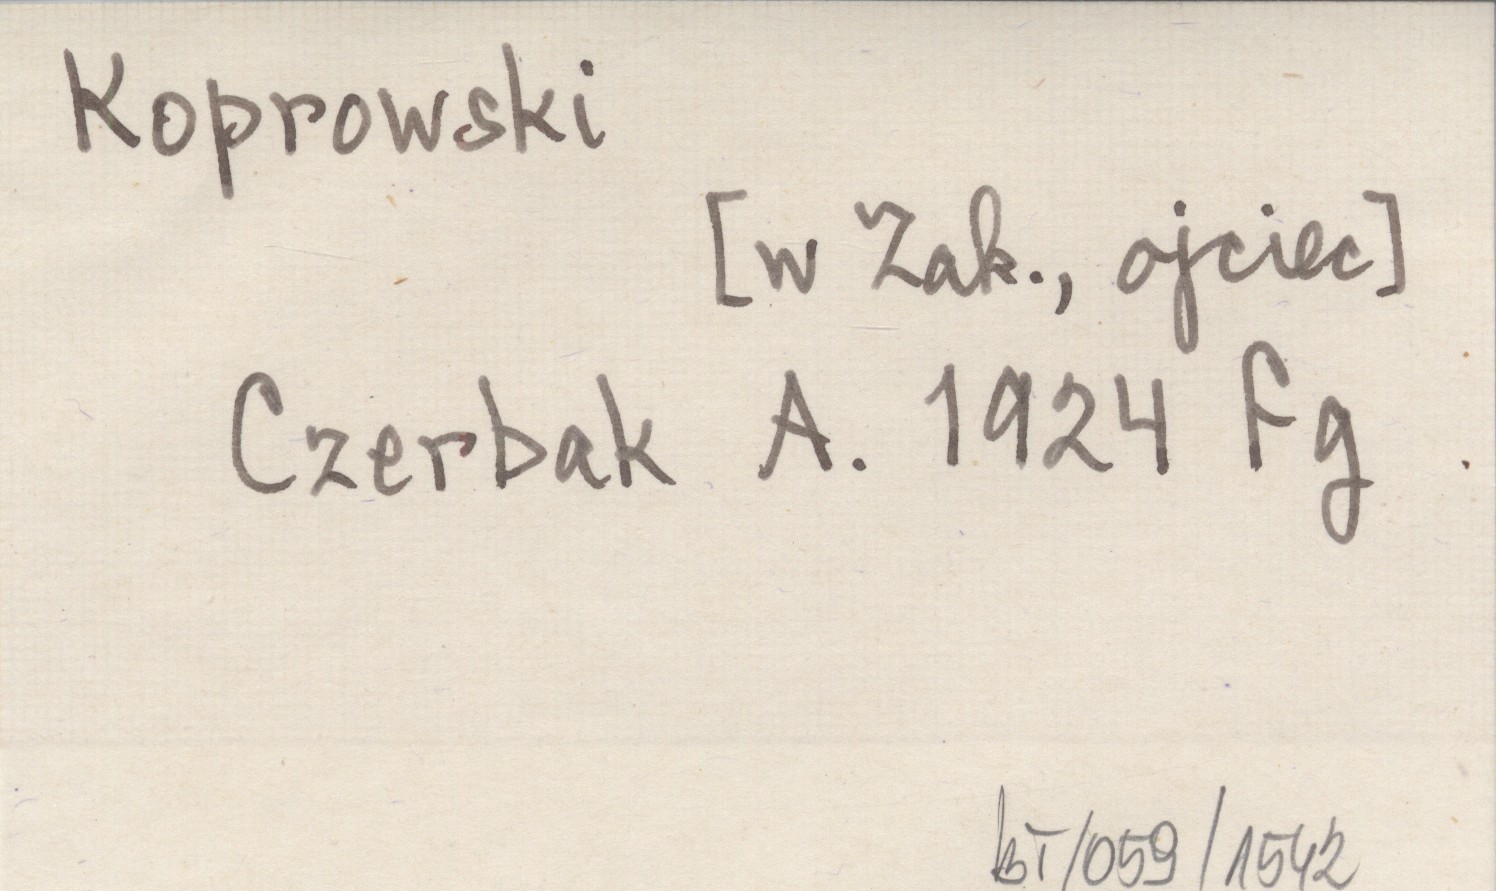 Koprowski
[w Zak., ojciec]
Czerbak A. 1924 Fg
kT/059/1542